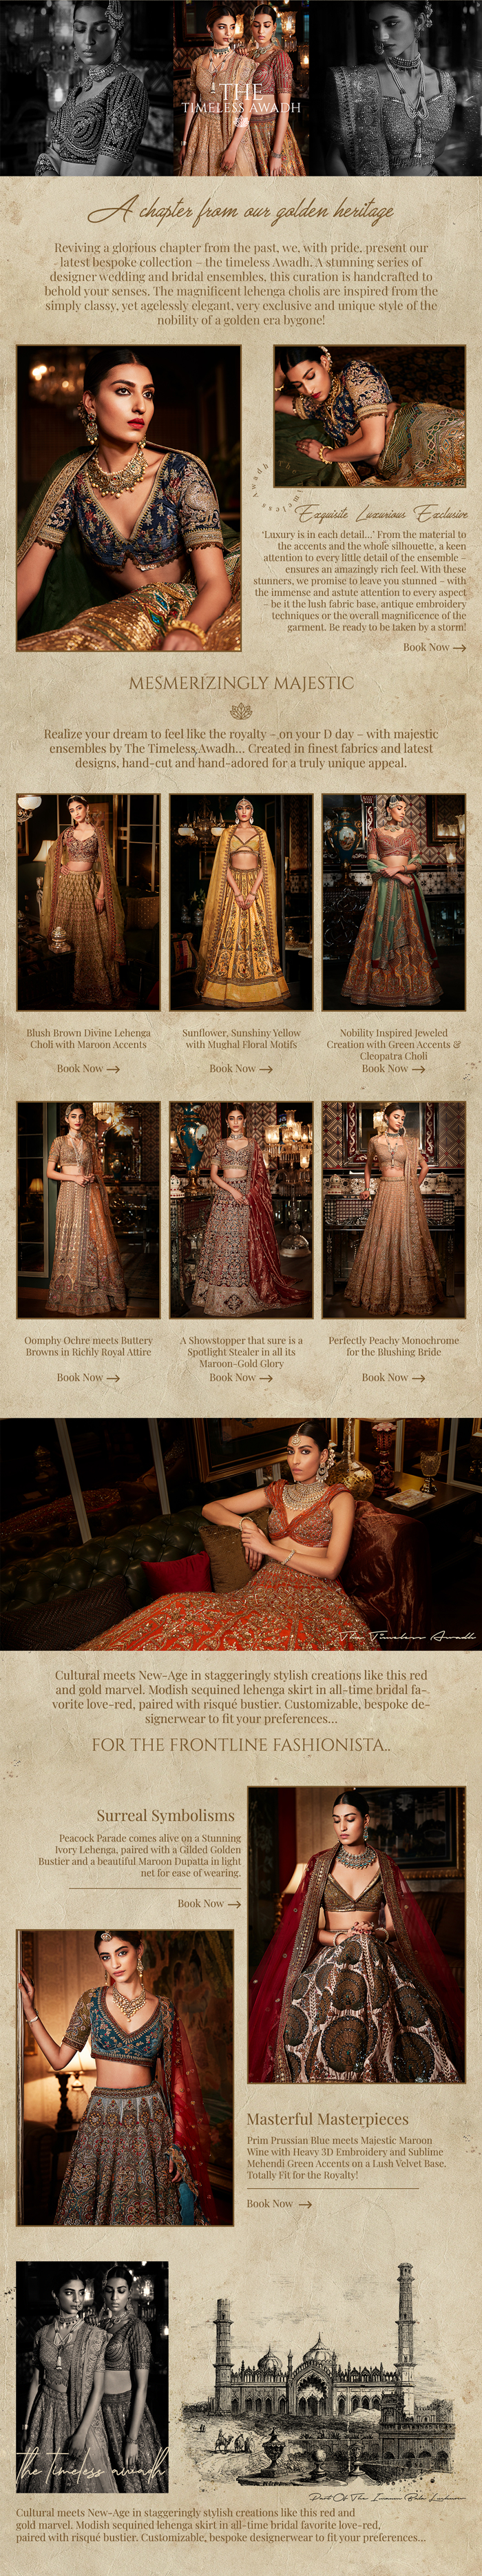 THE
TIMELESS AWADH
A chapter from our golden heritage
Reviving a glorious chapter from the past, we, with pride, present our
latest bespoke collection – the timeless Awadh. A stunning series of
designer wedding and bridal ensembles, this curation is handcrafted to
behold your senses. The magnificent lehenga cholis are inspired from the
simply classy, yet agelessly elegant, very exclusive and unique style of the
nobility of a golden era bygone!
The Timeless Awadh
Exquisite Luxurious Exclusive
‘Luxury is in each detail...’ From the material to
the accents and the whole silhouette, a keen
attention to every little detail of the ensemble –
ensures an amazingly rich feel. With these
stunners, we promise to leave you stunned – with
the immense and astute attention to every aspect
– be it the lush fabric base, antique embroidery
techniques or the overall magnificence of the
garment. Be ready to be taken by a storm!
Book Now
MESMERIZINGLY MAJESTIC
Realize your dream to feel like the royalty – on your D day – with majestic
ensembles by The Timeless Awadh... Created in finest fabrics and latest
designs, hand-cut and hand-adored for a truly unique appeal.
Blush Brown Divine Lehenga
Choli with Maroon Accents
Book Now
Sunflower, Sunshiny Yellow
with Mughal Floral Motifs
Book Now
Nobility Inspired Jeweled
Creation with Green Accents &
Cleopatra Choli
Book Now
Oomphy Ochre meets Buttery
Browns in Richly Royal Attire
Book Now
A Showstopper that sure is a
Spotlight Stealer in all its
Maroon-Gold Glory
Book Now
Perfectly Peachy Monochrome
for the Blushing Bride
Book Now
The Timeless Awadh
Cultural meets New-Age in staggeringly stylish creations like this red
and gold marvel. Modish sequined lehenga skirt in all-time bridal fa-
vorite love-red, paired with risqué bustier. Customizable, bespoke de-
signerwear to fit your preferences...
FOR THE FRONTLINE FASHIONISTA..
Surreal Symbolisms
Peacock Parade comes alive on a Stunning
Ivory Lehenga, paired with a Gilded Golden
Bustier and a beautiful Maroon Dupatta in light
net for ease of wearing.
Book Now
Masterful Masterpieces
Prim Prussian Blue meets Majestic Maroon
Wine with Heavy 3D Embroidery and Sublime
Mehendi Green Accents on a Lush Velvet Base.
Totally Fit for the Royalty!
Book Now
the timeless awadh
Part Of The
Cultural meets New-Age in staggeringly stylish creations like this red and
gold marvel. Modish sequined lehenga skirt in all-time bridal favorite love-red,
paired with risqué bustier. Customizable, bespoke designerwear to fit your preferences...